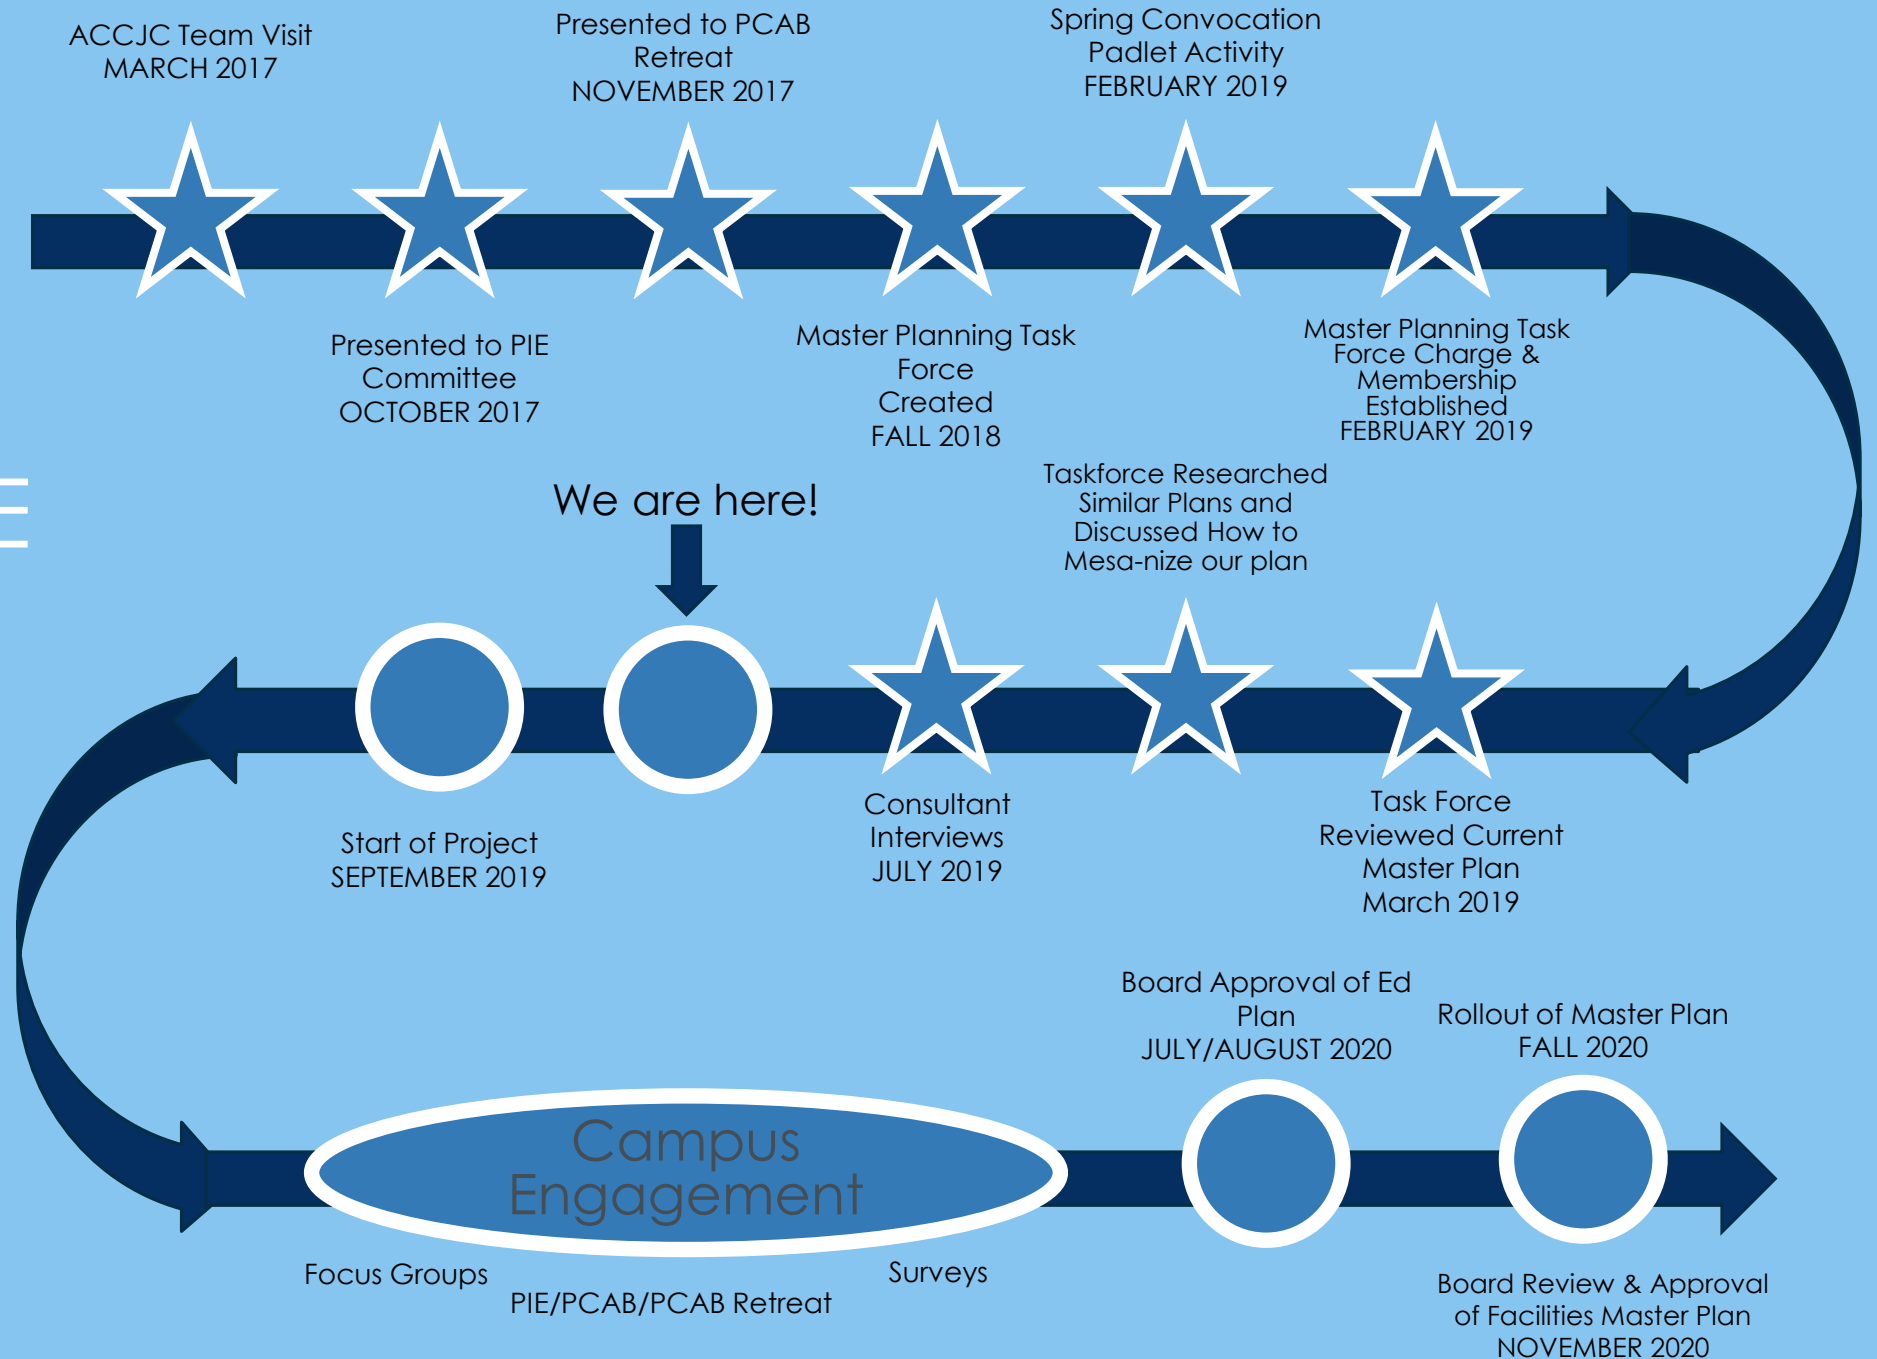 ACCJC Team Visit
MARCH 2017
Presented to PCAB
Retreat
NOVEMBER 2017
Spring Convocation
Padlet Activity
FEBRUARY 2019
Presented to PIE
Committee
OCTOBER 2017
Master Planning Task
Force
Created
FALL 2018
Master Planning Task
Force Charge &
Membership
Established
FEBRUARY 2019
We are here!
Taskforce Researched
Similar Plans and
Discussed How to
Mesa-nize our plan
Start of Project
SEPTEMBER 2019
Consultant
Interviews
JULY 2019
Task Force
Reviewed Current
Master Plan
March 2019
Board Approval of Ed
Plan
JULY/AUGUST 2020
Rollout of Master Plan
FALL 2020
Campus
Engagement
Focus Groups
PIE/PCAB/PCAB Retreat
Surveys
Board Review & Approval
of Facilities Master Plan
NOVEMBER 2020